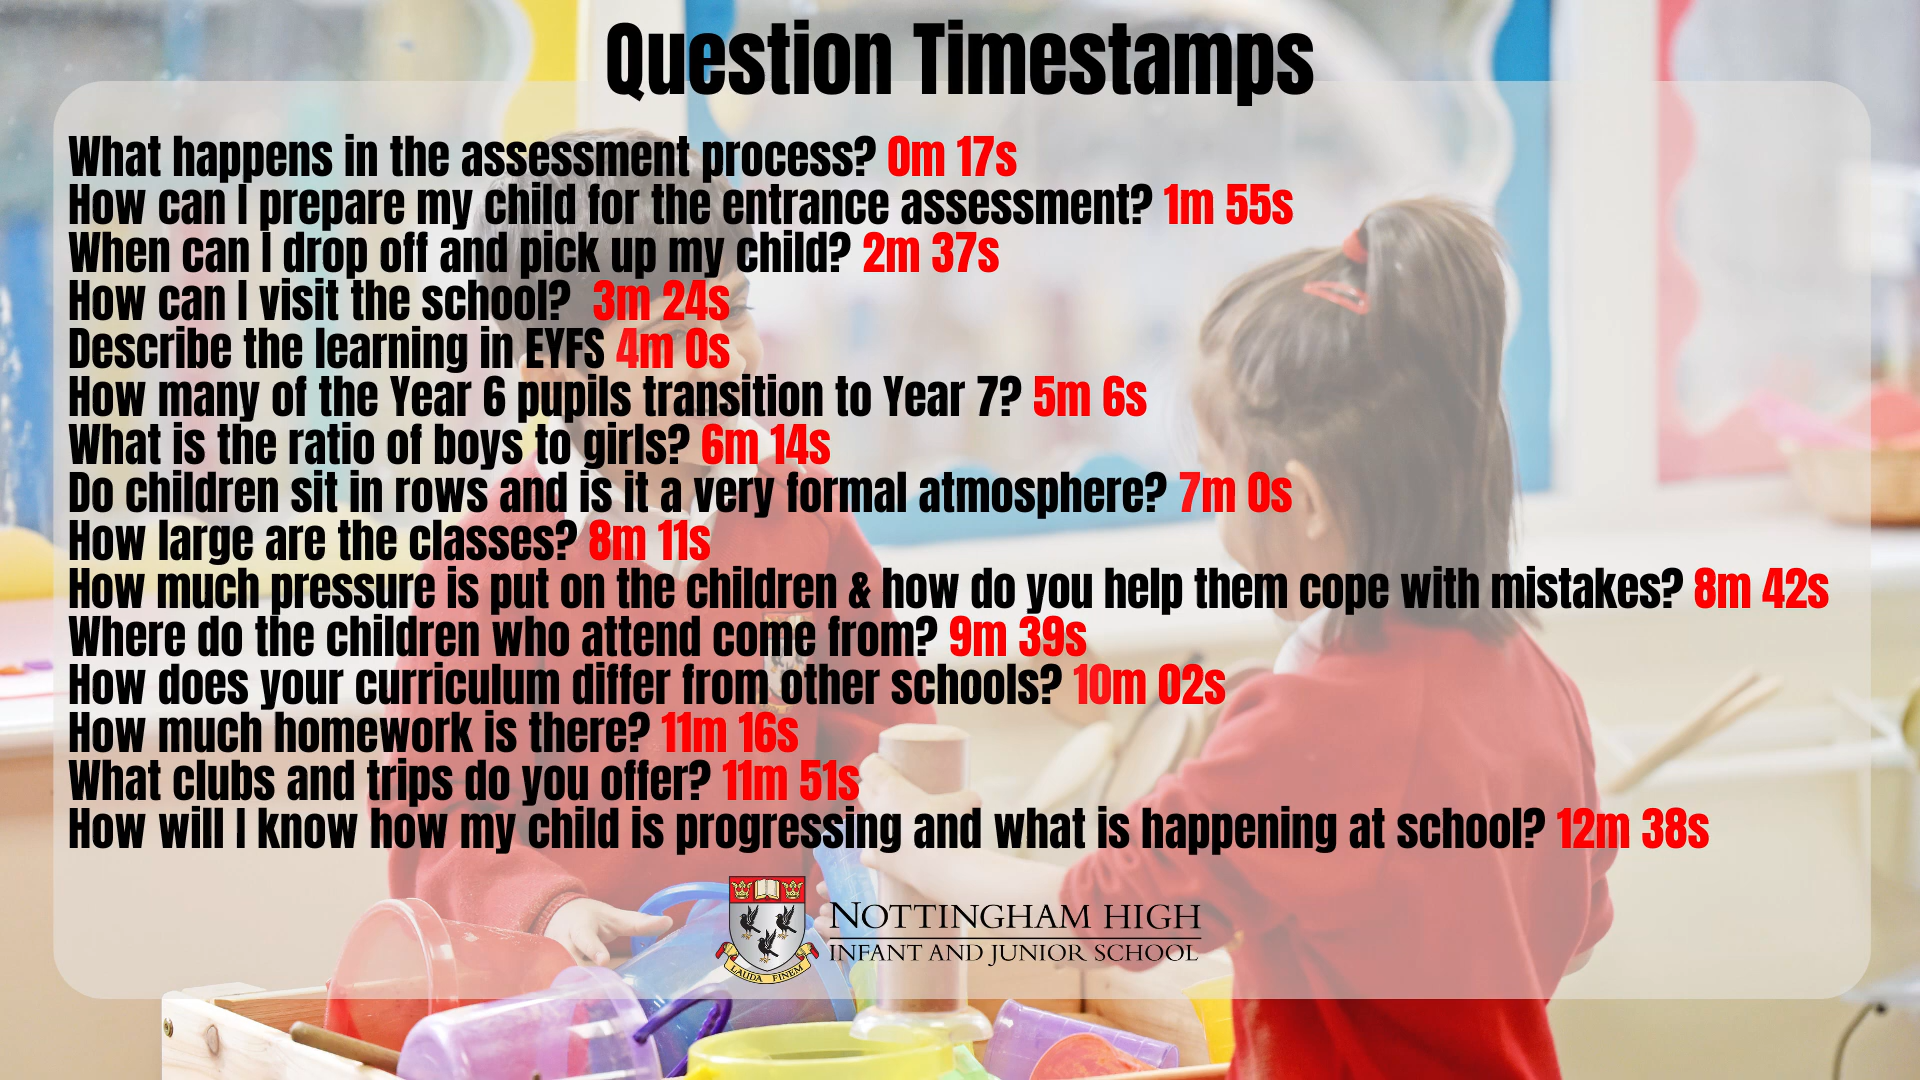 Question Timestamps
What happens in the assessment process? 0m 17s
How can I prepare my child for the entrance assessment? 1m 55s
When can I drop off and pick up my child? 2m 37s
How can I visit the school? 3m 24s
Describe the learning in EYFS 4m 0s
How many of the Year 6 pupils transition to Year 7? 5m 6s
What is the ratio of boys to girls? 6m 14s
Do children sit in rows and is it a very formal atmosphere? 7m 0s
How large are the classes? 8m 11s
How much pressure is put on the children & how do you help them cope with mistakes? 8m 42s
Where do the children who attend come from? 9m 39s
How does your curriculum differ from other schools? 10m 02s
How much homework is there? 11m 16s
What clubs and trips do you offer? 11m 51s
How will I know how my child is progressing and what is happening at school? 12m 38s
NOTTINGHAM HIGH
INFANT AND JUNIOR SCHOOL
LAUDA FINEM